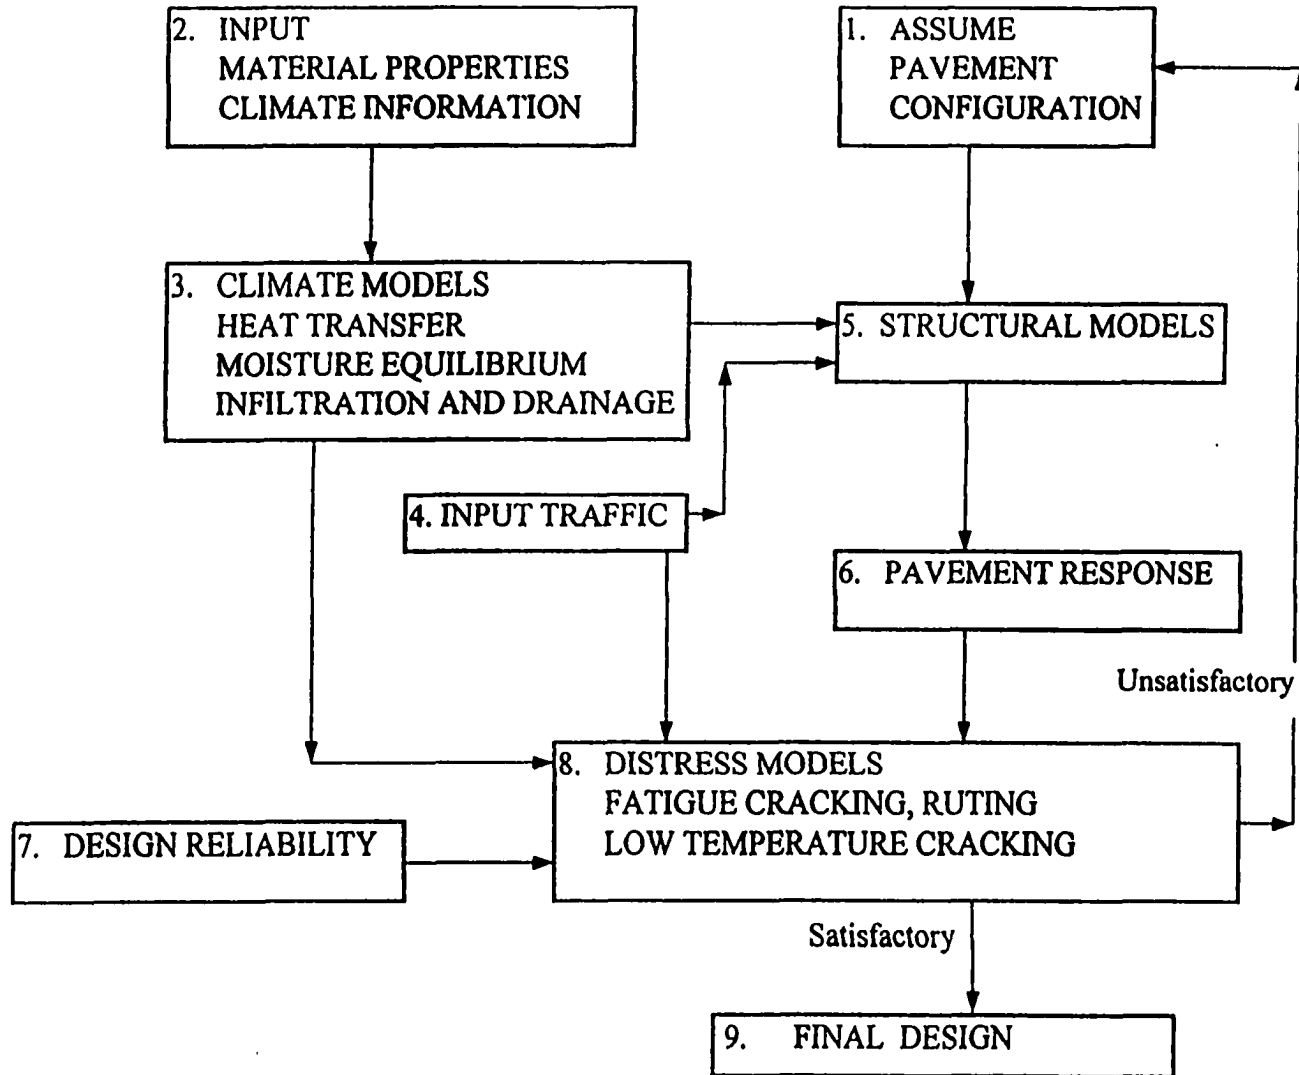 2. INPUT
MATERIAL PROPERTIES
CLIMATE INFORMATION
1. ASSUME
PAVEMENT
CONFIGURATION
3. CLIMATE MODELS
HEAT TRANSFER
MOISTURE EQUILIBRIUM
INFILTRATION AND DRAINAGE
5. STRUCTURAL MODELS
4. INPUT TRAFFIC
6. PAVEMENT RESPONSE
Unsatisfactory
8. DISTRESS MODELS
FATIGUE CRACKING, RUTING
LOW TEMPERATURE CRACKING
7. DESIGN RELIABILITY
Satisfactory
9. FINAL DESIGN